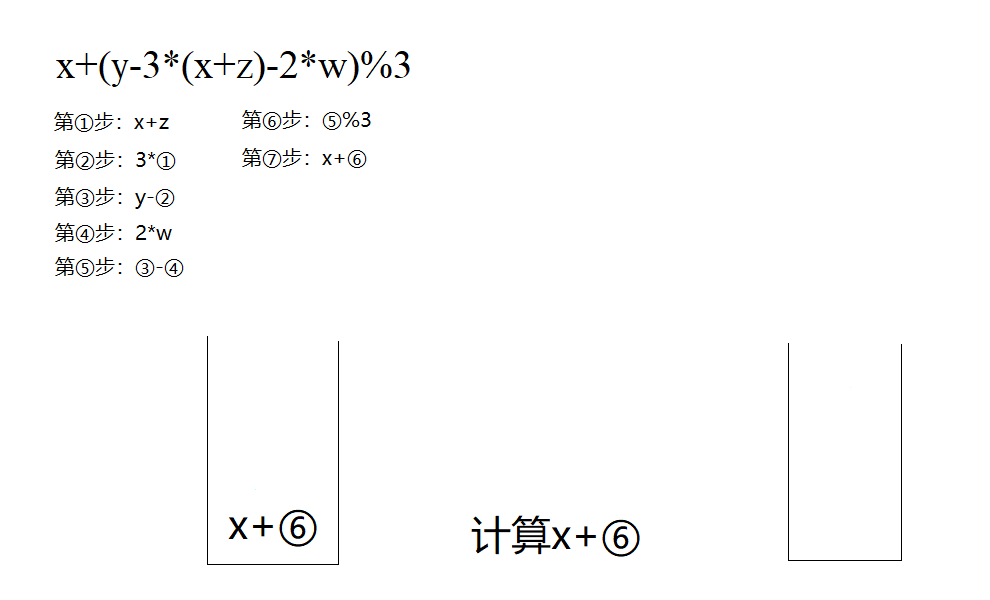 x+(y-3*(x+z)-2*w)%3
第①步：x+z
第②步：3*①
第③步：y-②
第④步：2*w
第⑤步：③-④
第⑥步：⑤%3
第⑦步：x+⑥
x+⑥
计算x+⑥